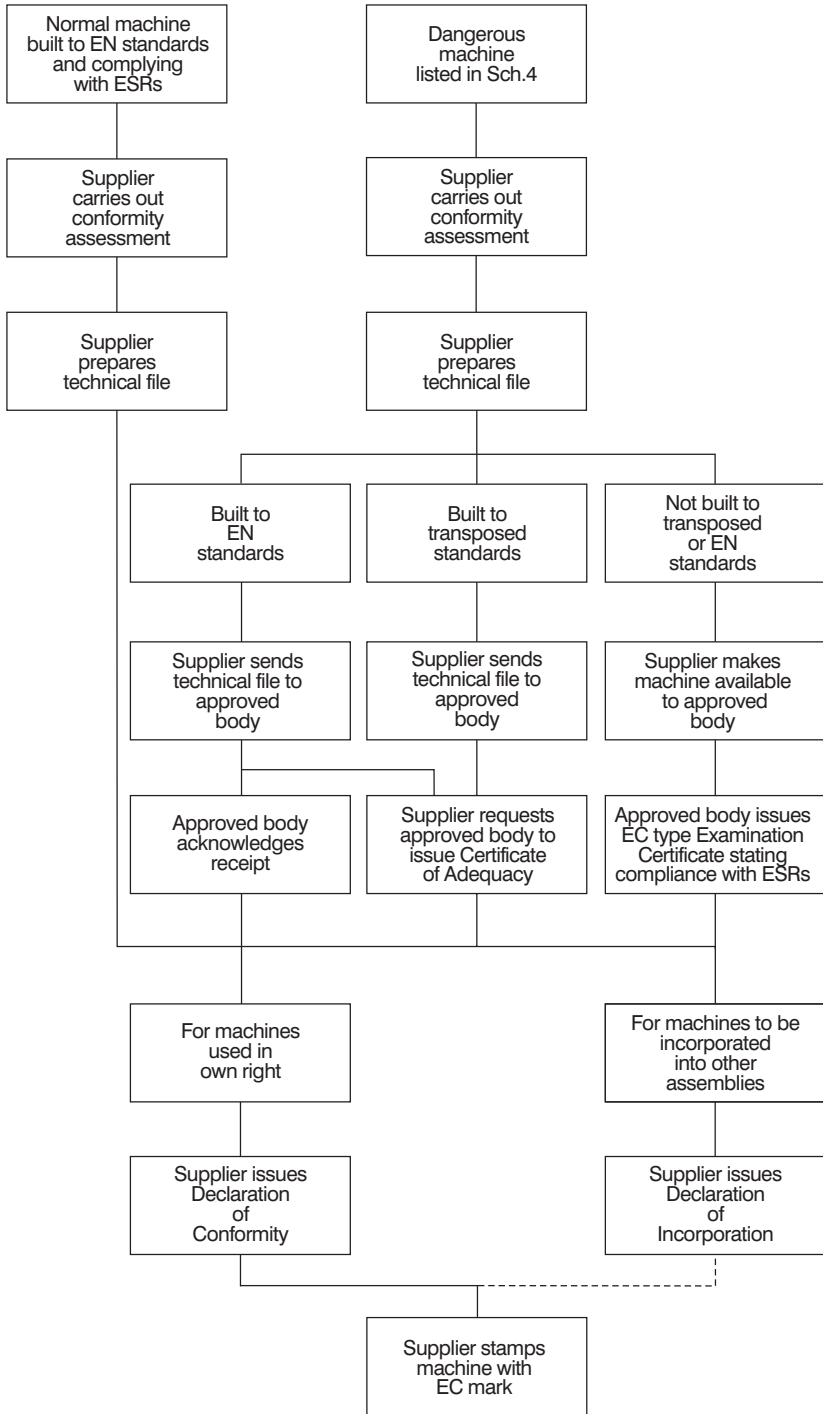 Normal machine
built to EN standards
and complying
with ESRs
Dangerous
machine
listed in Sch.4
Supplier
carries out
conformity
assessment
Supplier
carries out
conformity
assessment
Supplier
prepares
technical file
Supplier
prepares
technical file
Built to
EN
standards
Built to
transposed
standards
Not built to
transposed
or EN
standards
Supplier sends
technical file to
approved
body
Supplier sends
technical file to
approved
body
Supplier makes
machine available
to approved
body
Approved body
acknowledges
receipt
Supplier requests
approved body to
issue Certificate
of Adequacy
Approved body issues
EC type Examination
Certificate stating
compliance with ESRs
For machines
used in
own right
For machines to be
incorporated
into other
assemblies
Supplier issues
Declaration
of
Conformity
Supplier issues
Declaration
of
Incorporation
Supplier stamps
machine with
EC mark